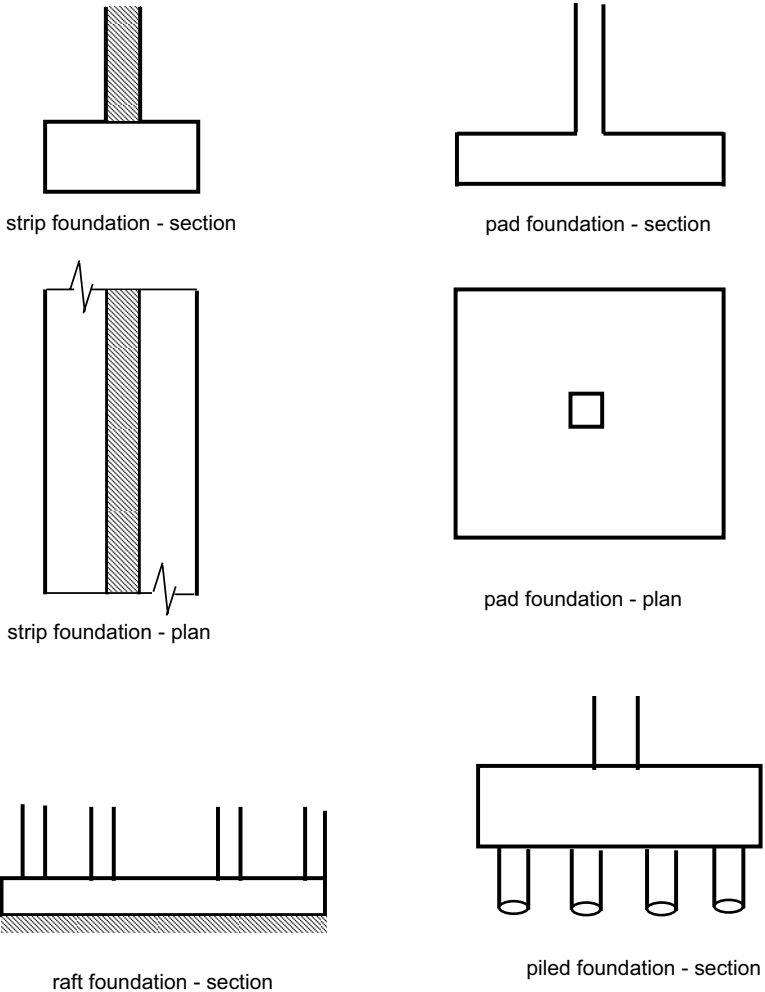 strip foundation - section
pad foundation - section
strip foundation - plan
pad foundation - plan
raft foundation - section
piled foundation - section